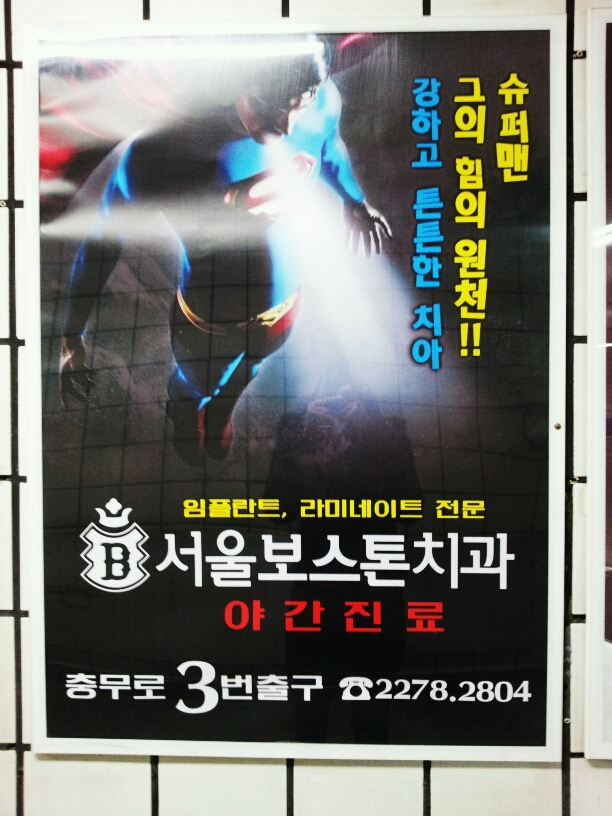 슈퍼맨
그의 힘의 원천!!
강하고 튼튼한 치아
임플란트, 라미네이트 전문
B 서울보스톤치과
야간진료
충무로 3번출구 ☎2278.2804